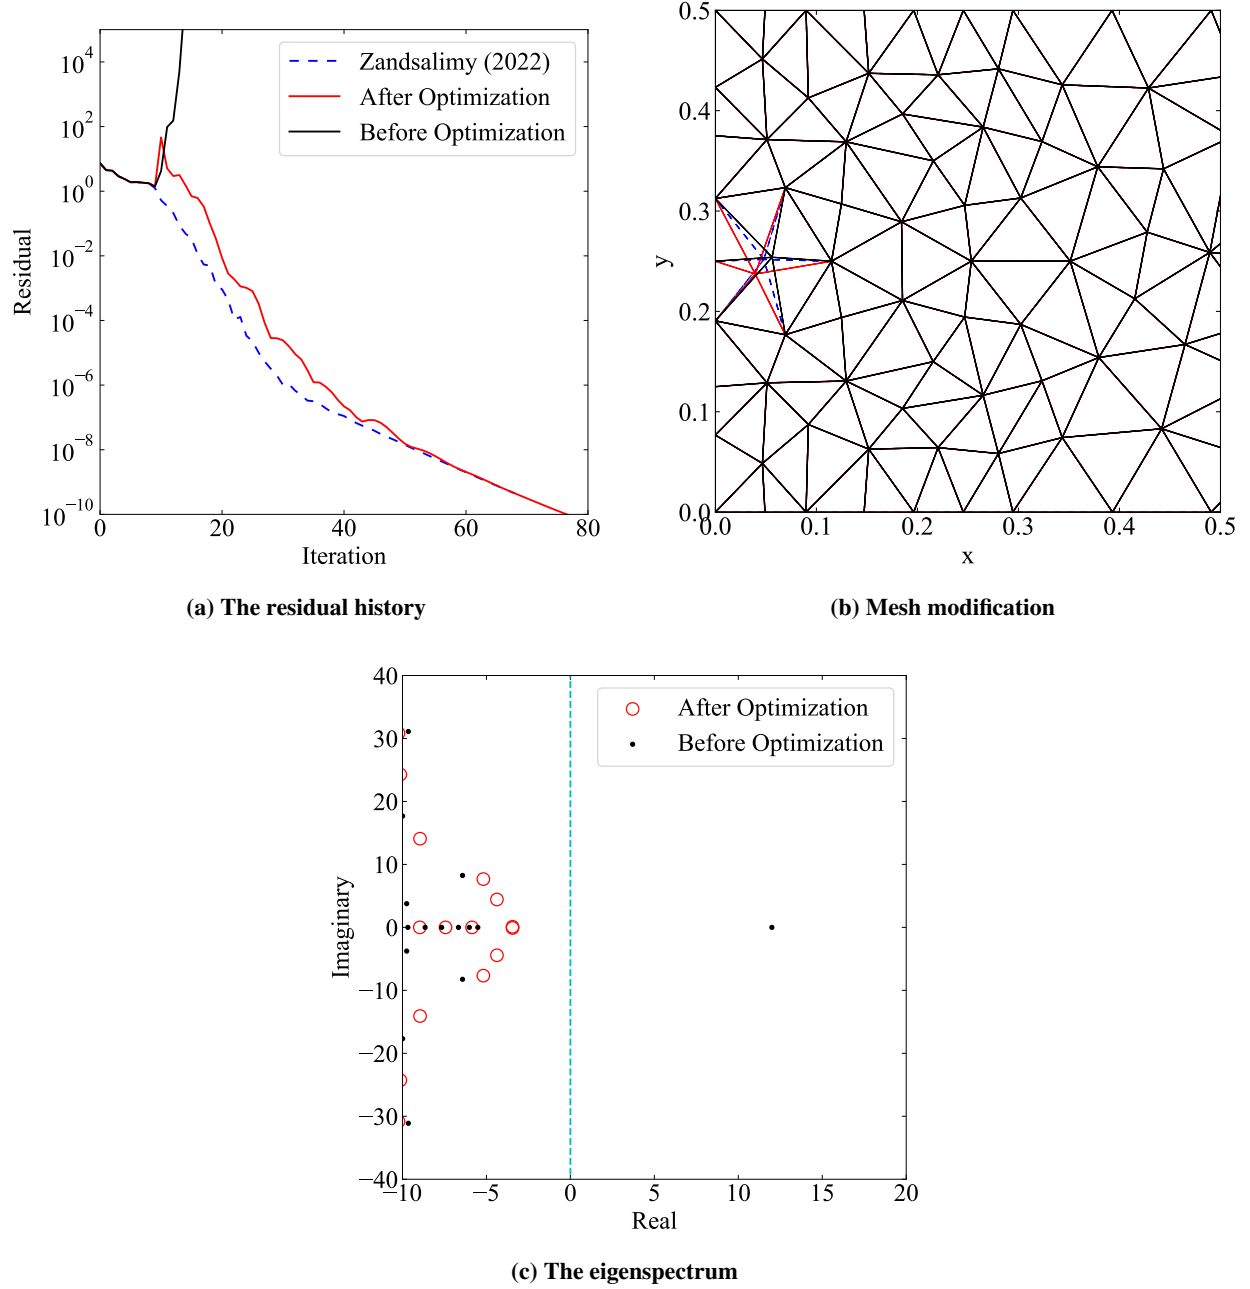 10^4
10^2
10^0
10^−2
10^−4
10^−6
10^−8
10^−10
Residual
Zandsalimy (2022)
After Optimization
Before Optimization
0 20 40 60 80
Iteration
(a) The residual history
0.5
0.4
0.3
0.2
0.1
0.0
y
0.0 0.1 0.2 0.3 0.4 0.5
x
(b) Mesh modification
40
30
20
10
0
−10
−20
−30
−40
Imaginary
After Optimization
Before Optimization
−10 −5 0 5 10 15 20
Real
(c) The eigenspectrum